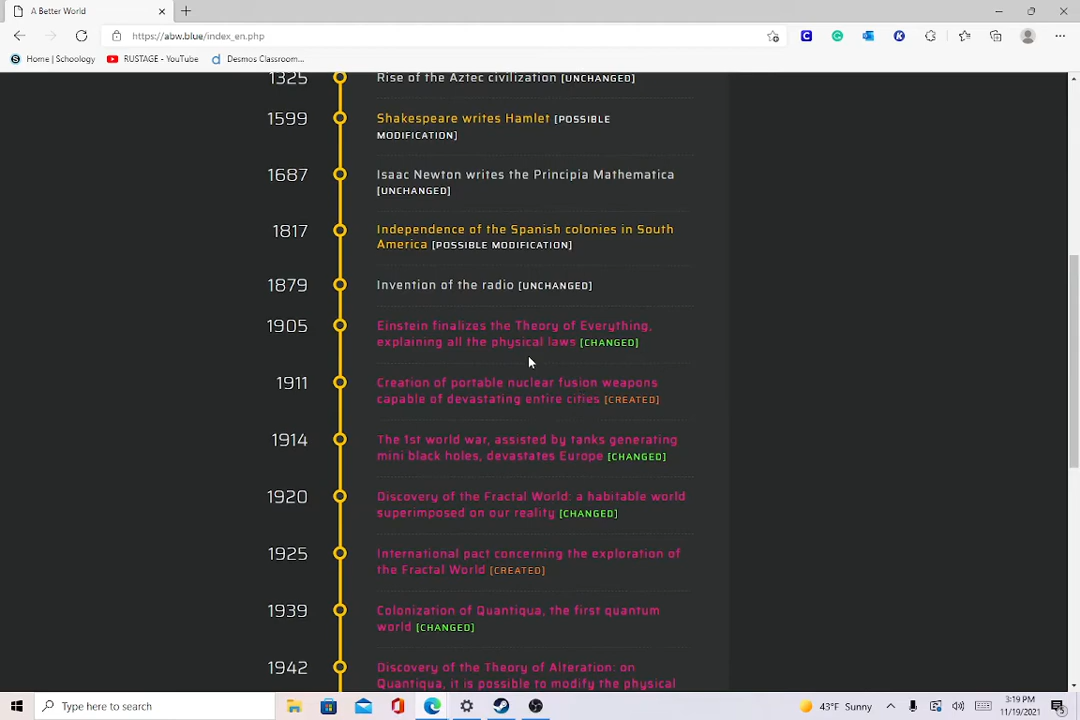 A Better World
https://abw.blue/index_en.php
Home | Schoology
RUSTAGE - YouTube
Desmos Classroom...
1325
Rise of the Aztec civilization [UNCHANGED]
1599
Shakespeare writes Hamlet [POSSIBLE
MODIFICATION]
1687
Isaac Newton writes the Principia Mathematica
[UNCHANGED]
1817
Independence of the Spanish colonies in South
America [POSSIBLE MODIFICATION]
1879
Invention of the radio [UNCHANGED]
1905
Einstein finalizes the Theory of Everything,
explaining all the physical laws [CHANGED]
1911
Creation of portable nuclear fusion weapons
capable of devastating entire cities [CREATED]
1914
The 1st world war, assisted by tanks generating
mini black holes, devastates Europe [CHANGED]
1920
Discovery of the Fractal World: a habitable world
superimposed on our reality [CHANGED]
1925
International pact concerning the exploration of
the Fractal World [CREATED]
1939
Colonization of Quantiqua, the first quantum
world [CHANGED]
1942
Discovery of the Theory of Alteration: on
Quantiqua, it is possible to modify the physical
Type here to search
43°F Sunny
3:19 PM
11/19/2021